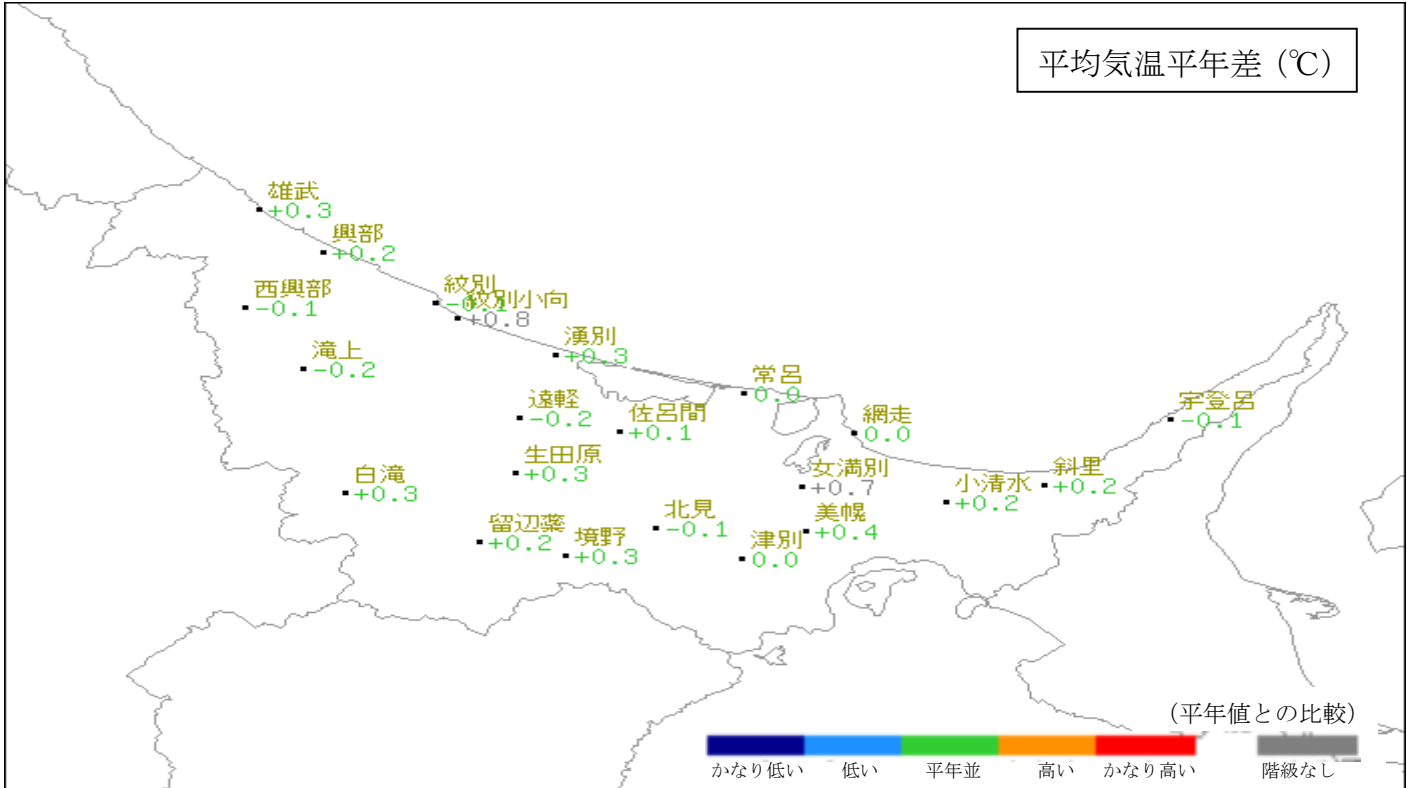 平均気温平年差（℃）
雄武
+0.3
興部
+0.2
西興部
-0.1
紋別
-0.1
紋別小向
+0.8
湧別
+0.3
滝上
-0.2
常呂
0.0
遠軽
-0.2
佐呂間
+0.1
網走
0.0
宇登呂
-0.1
生田原
+0.3
白滝
+0.3
女満別
+0.7
小清水
+0.2
斜里
+0.2
留辺蘂
+0.2
境野
+0.3
北見
-0.1
津別
0.0
美幌
+0.4
（平年値との比較）
かなり低い 低い 平年並 高い かなり高い 階級なし